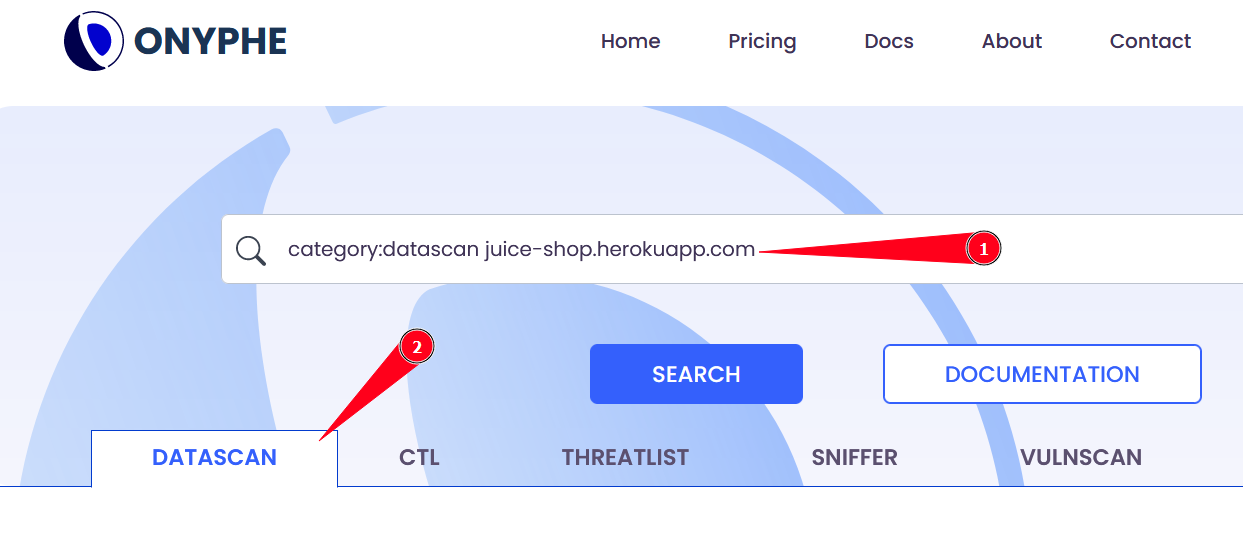 ONYPHE Home Pricing Docs About Contact
category:datascan juice-shop.herokuapp.com 1
2
SEARCH DOCUMENTATION
DATASCAN CTL THREATLIST SNIFFER VULNSCAN